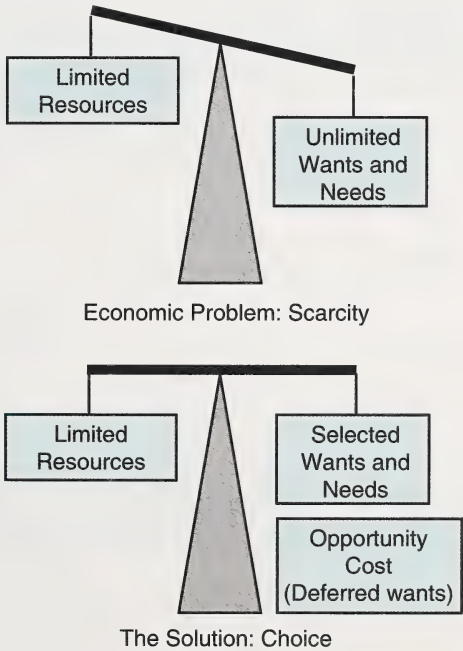 Limited
Resources
Unlimited
Wants and
Needs
Economic Problem: Scarcity
Limited
Resources
Selected
Wants and
Needs
Opportunity
Cost
(Deferred wants)
The Solution: Choice